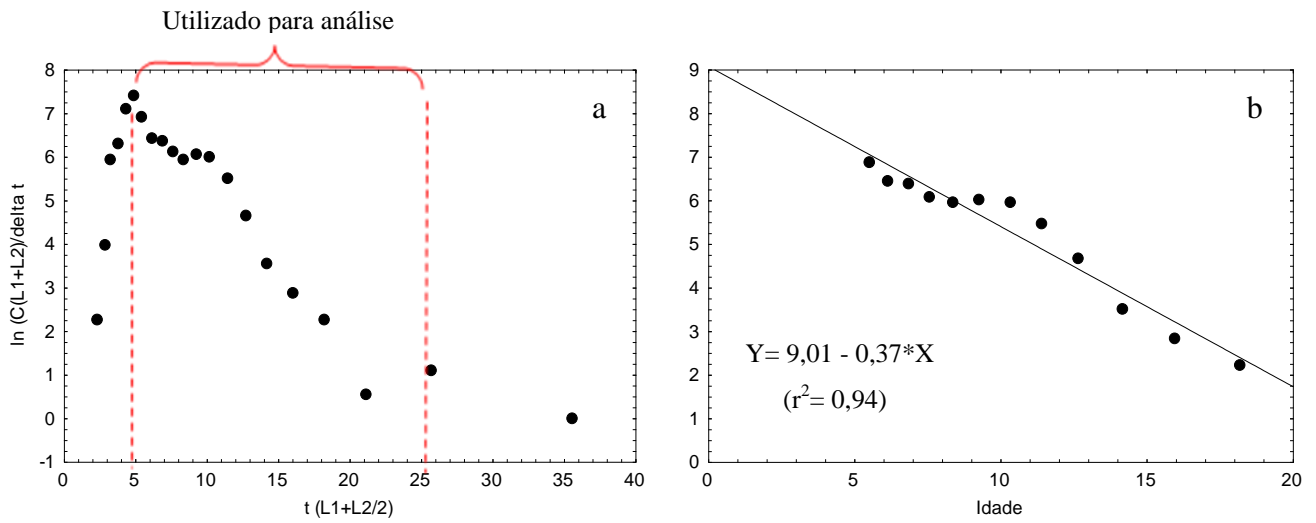 Utilizado para análise
8
7
6
5
4
3
2
1
0
-1
ln (C(L1+L2)/delta t
0 5 10 15 20 25 30 35 40
t (L1+L2/2)
a
9
8
7
6
5
4
3
2
1
0
b
Y= 9,01 - 0,37*X
(r²= 0,94)
0 5 10 15 20
Idade